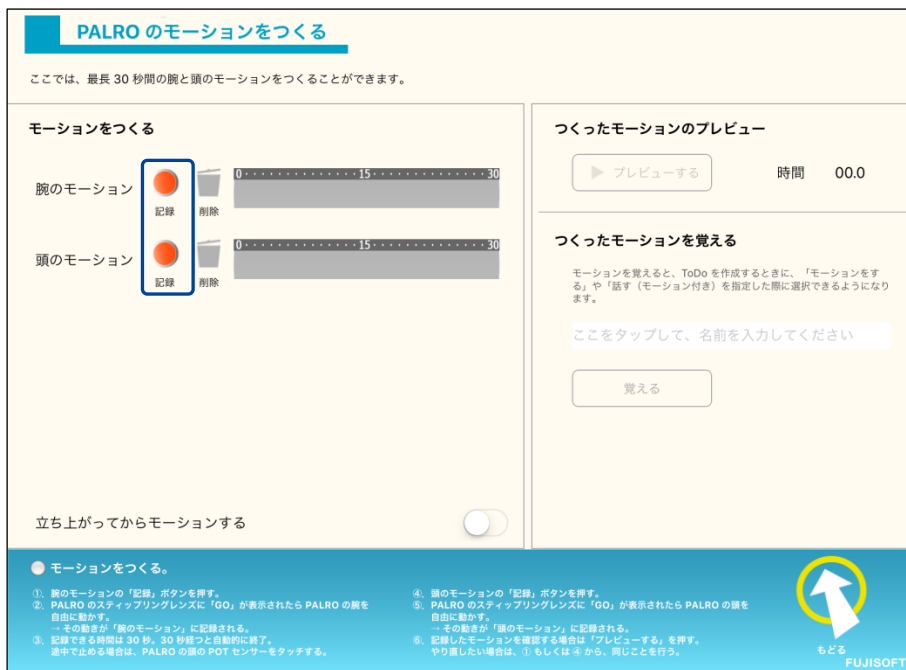 PALRO のモーションをつくる
ここでは、最長 30 秒間の腕と頭のモーションをつくることができます。
モーションをつくる
腕のモーション
記録
削除
0 15 30
頭のモーション
記録
削除
0 15 30
立ち上がってからモーションする
つくったモーションのプレビュー
プレビューする
時間 00.0
つくったモーションを覚える
モーションを覚えると、ToDo を作成するときに、「モーションをす
る」や「話す（モーション付き）を指定した際に選択できるようになり
ます。
ここをタップして、名前を入力してください
覚える
モーションをつくる。
①．腕のモーションの「記録」ボタンを押す。
②．PALRO のスティップリングレンズに「GO」が表示されたら PALRO の腕を
自由に動かす。
→ その動きが「腕のモーション」に記録される。
③．記録できる時間は 30 秒。30 秒経つと自動的に終了。
途中で止める場合は、PALRO の頭の POT センサーをタッチする。
④．頭のモーションの「記録」ボタンを押す。
⑤．PALRO のスティップリングレンズに「GO」が表示されたら PALRO の頭を
自由に動かす。
→ その動きが「頭のモーション」に記録される。
⑥．記録したモーションを確認する場合は「プレビューする」を押す。
やり直したい場合は、① もしくは ④ から、同じことを行う。
もどる
FUJISOFT